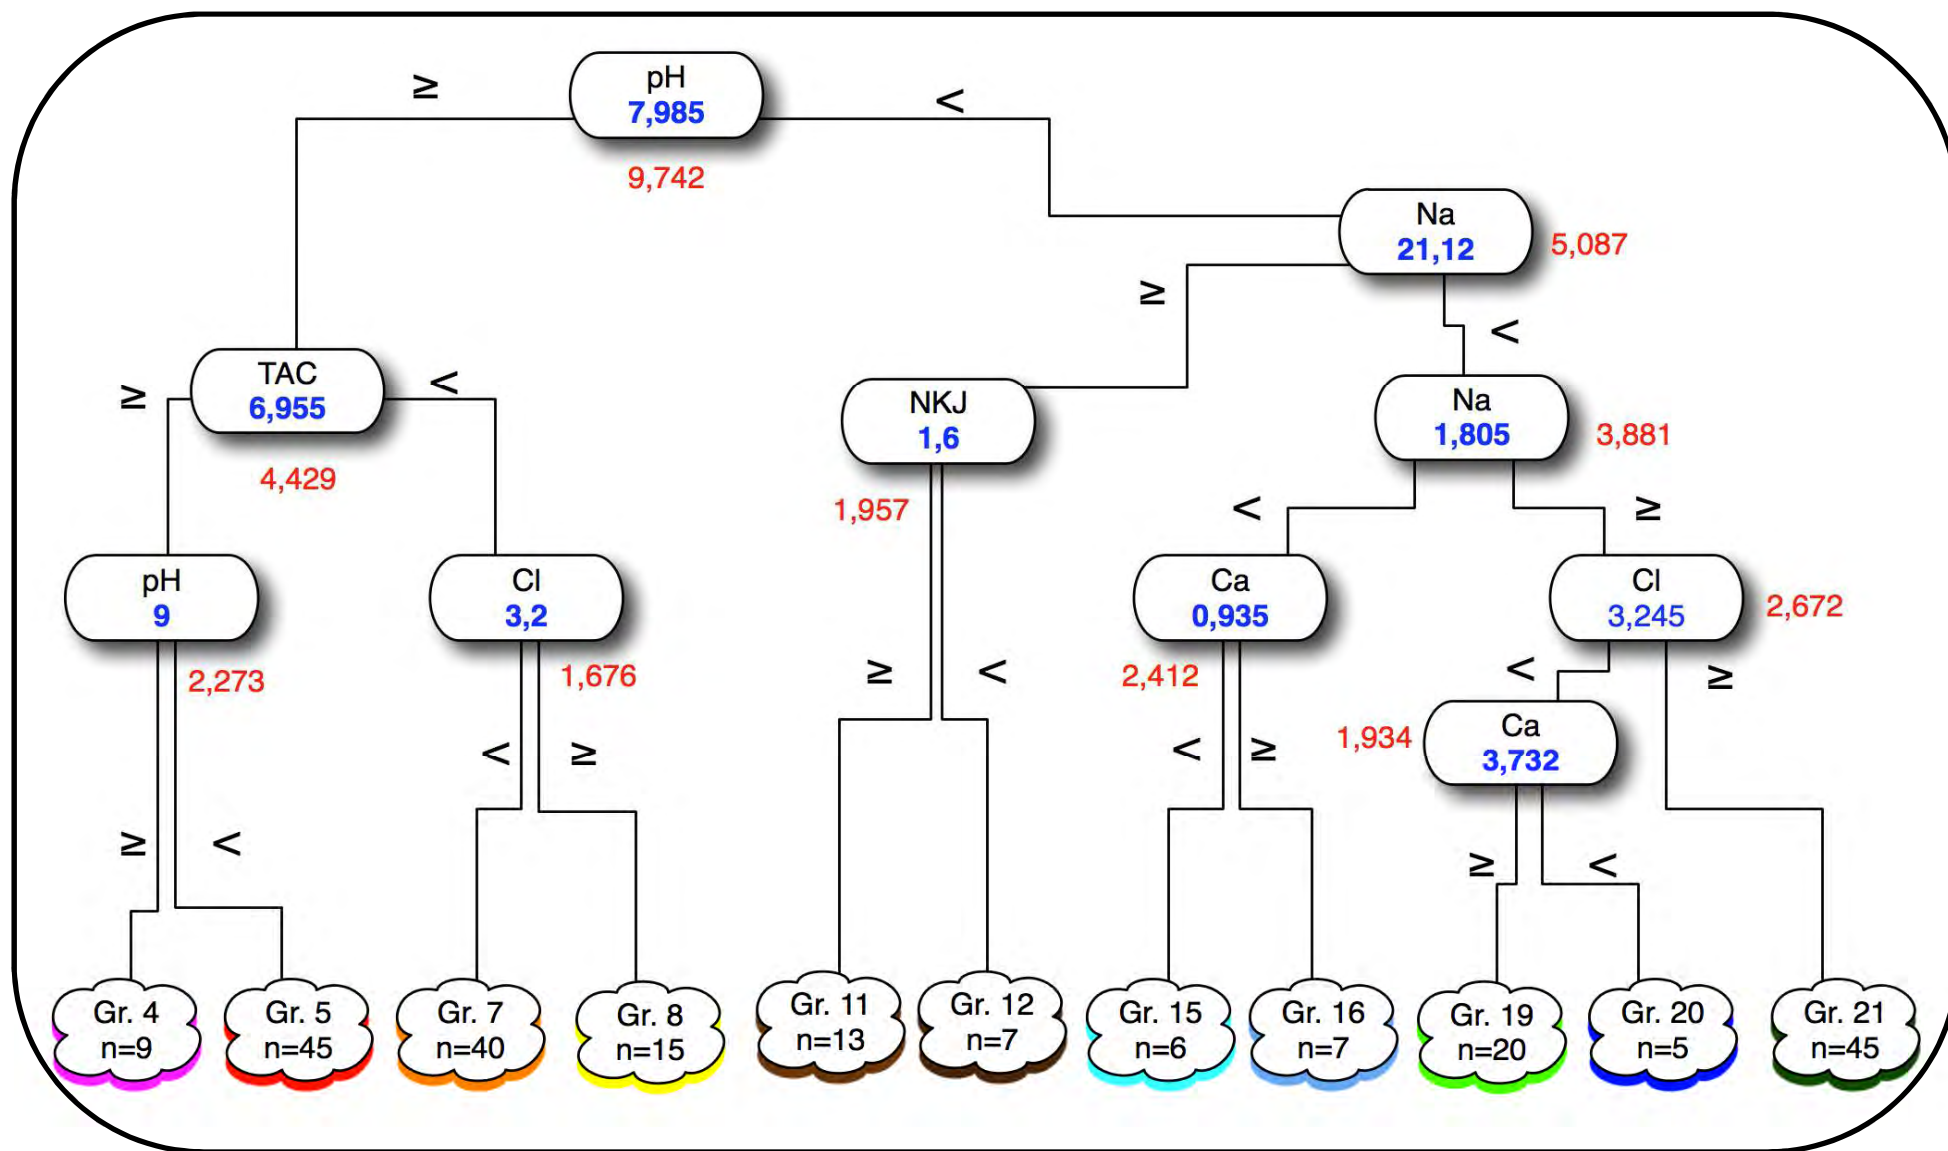 ≥
pH
7,985
<
9,742
Na
21,12
5,087
≥
<
≥
TAC
6,955
<
4,429
NKJ
1,6
1,957
Na
1,805
3,881
<
≥
pH
9
2,273
Cl
3,2
1,676
Ca
0,935
2,412
Cl
3,245
2,672
≥
<
<
≥
Ca
3,732
1,934
<
≥
<
≥
≥
<
≥
<
Gr. 4
n=9
Gr. 5
n=45
Gr. 7
n=40
Gr. 8
n=15
Gr. 11
n=13
Gr. 12
n=7
Gr. 15
n=6
Gr. 16
n=7
Gr. 19
n=20
Gr. 20
n=5
Gr. 21
n=45